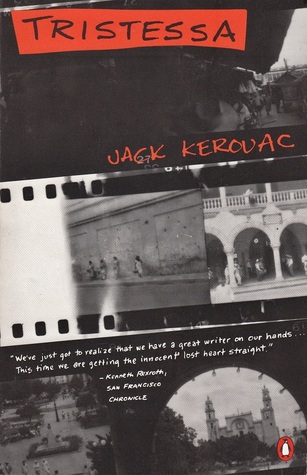 TRISTESSA
JACK KEROUAC
"We've just got to realize that we have a great writer on our hands...
This time we are getting the innocent lost heart straight."
– Kenneth Rexroth,
SAN FRANCISCO
CHRONICLE